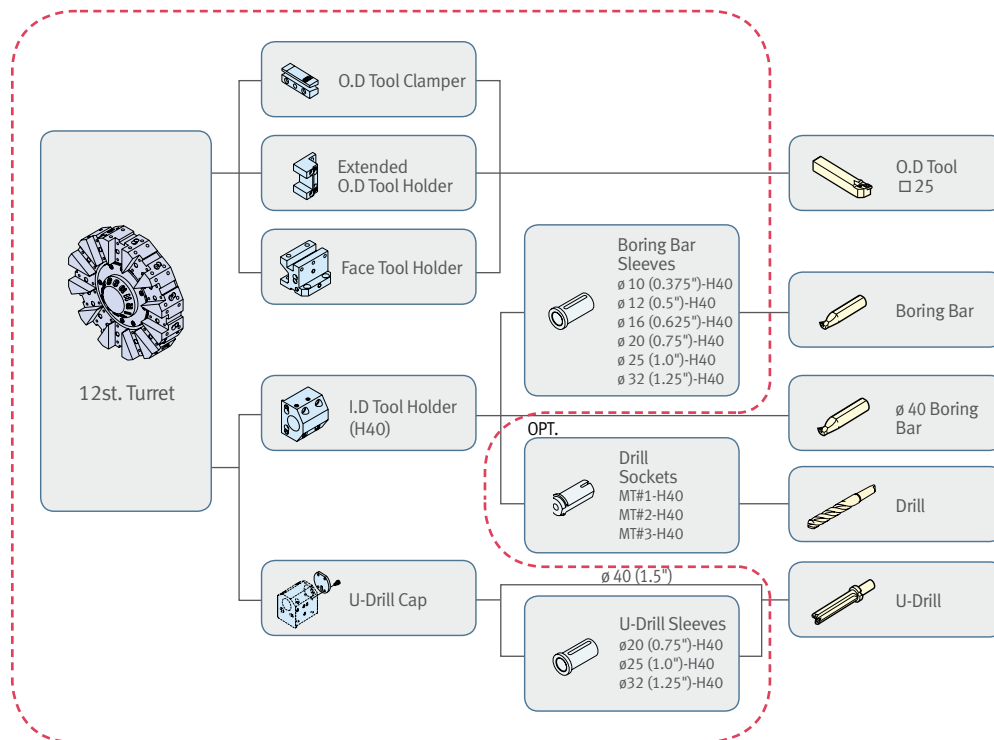 12st. Turret
O.D Tool Clamper
Extended
O.D Tool Holder
Face Tool Holder
I.D Tool Holder
(H40)
U-Drill Cap
Boring Bar
Sleeves
ø 10 (0.375")-H40
ø 12 (0.5")-H40
ø 16 (0.625")-H40
ø 20 (0.75")-H40
ø 25 (1.0")-H40
ø 32 (1.25")-H40
OPT.
Drill
Sockets
MT#1-H40
MT#2-H40
MT#3-H40
ø 40 (1.5")
U-Drill Sleeves
ø20 (0.75")-H40
ø25 (1.0")-H40
ø32 (1.25")-H40
O.D Tool
□ 25
Boring Bar
ø 40 Boring
Bar
Drill
U-Drill